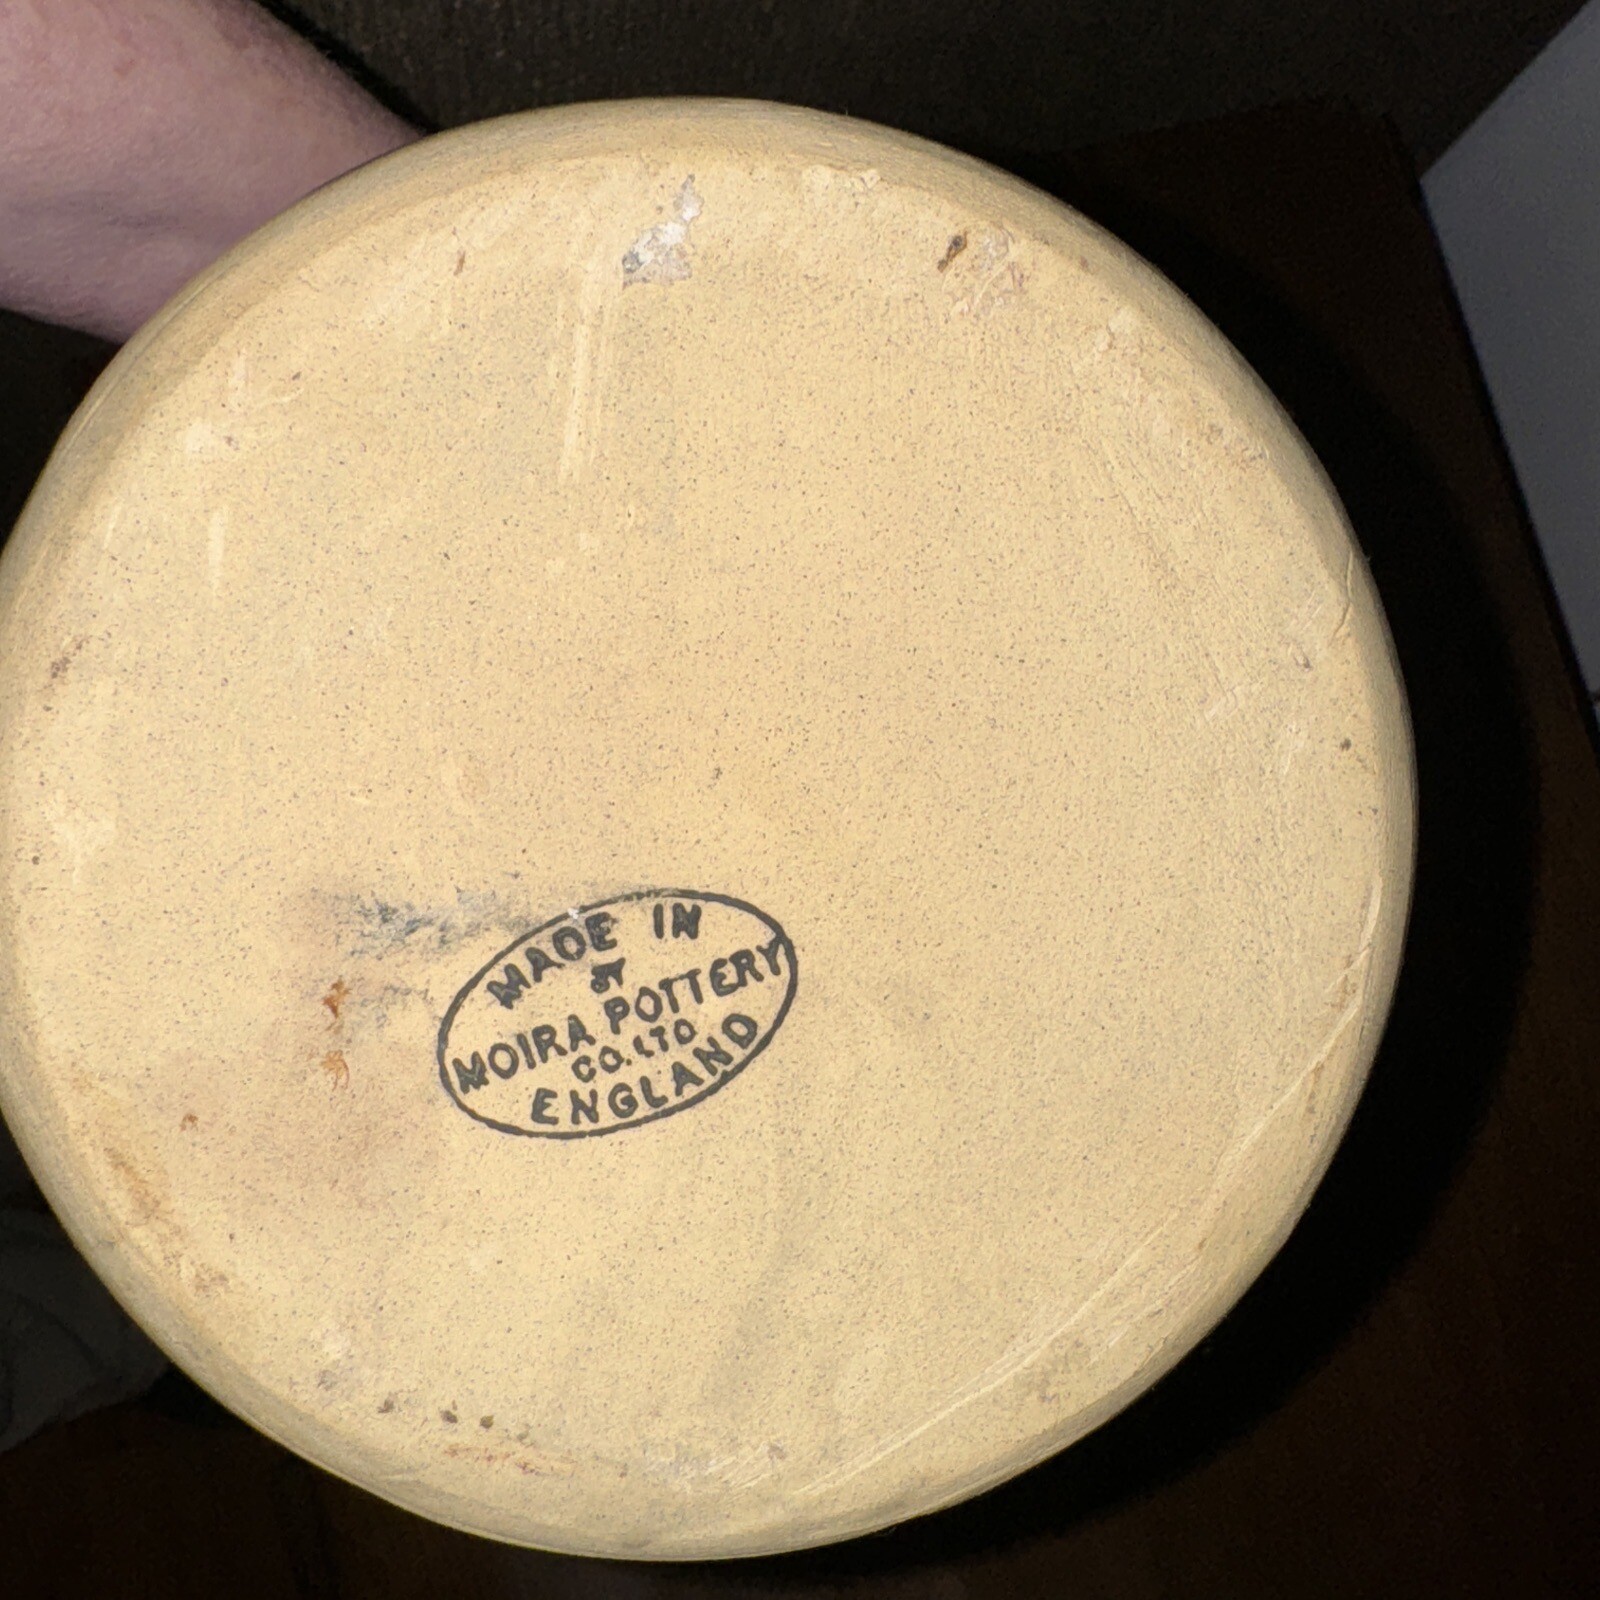 MADE IN
BY
MOIRA POTTERY
CO. LTD
ENGLAND